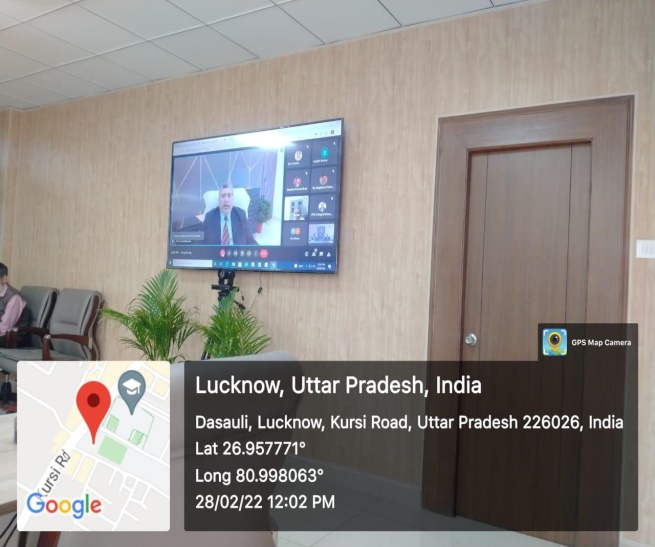 GPS Map Camera
Lucknow, Uttar Pradesh, India
Dasauli, Lucknow, Kursi Road, Uttar Pradesh 226026, India
Lat 26.957771°
Long 80.998063°
28/02/22 12:02 PM
Kursi Rd
Google